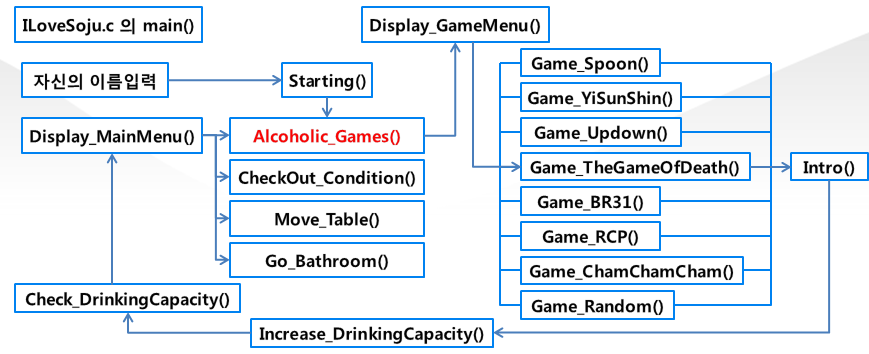 ILoveSoju.c 의 main()
Display_GameMenu()
자신의 이름입력
Starting()
Display_MainMenu()
Alcoholic_Games()
CheckOut_Condition()
Move_Table()
Go_Bathroom()
Game_Spoon()
Game_YiSunShin()
Game_Updown()
Game_TheGameOfDeath()
Game_BR31()
Game_RCP()
Game_ChamChamCham()
Game_Random()
Intro()
Check_DrinkingCapacity()
Increase_DrinkingCapacity()